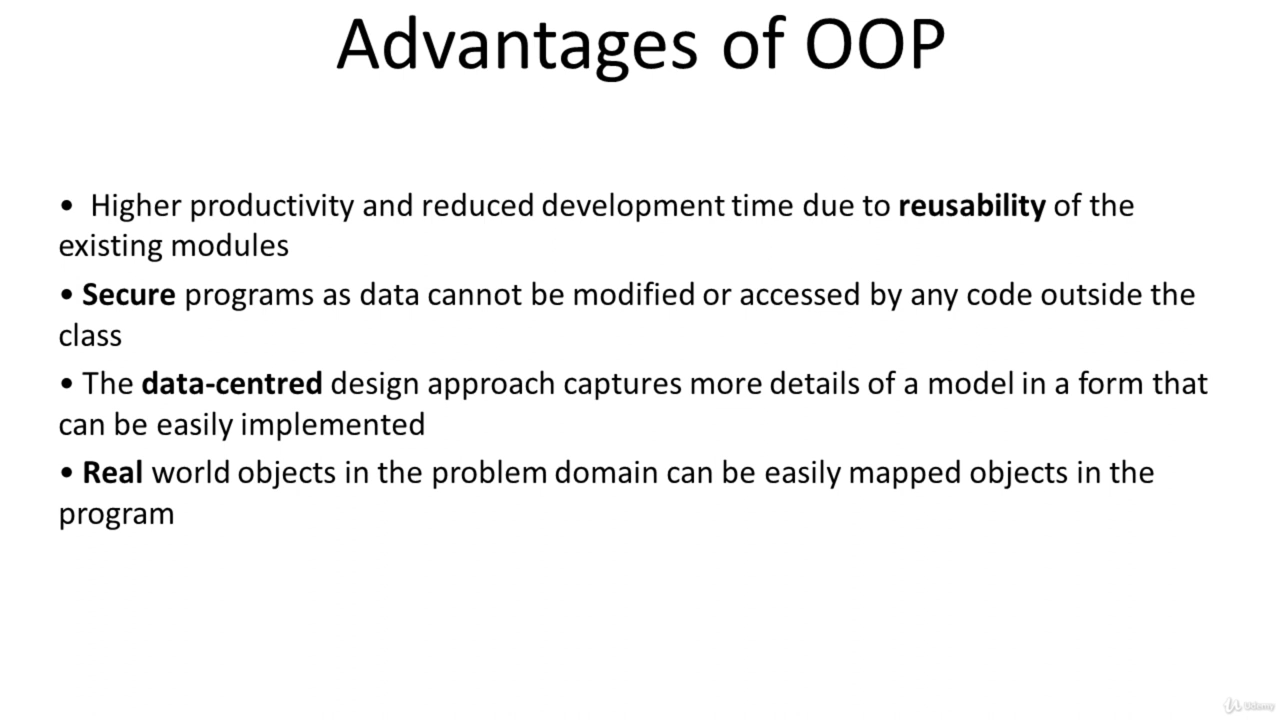 Advantages of OOP
• Higher productivity and reduced development time due to reusability of the
existing modules
• Secure programs as data cannot be modified or accessed by any code outside the
class
• The data-centred design approach captures more details of a model in a form that
can be easily implemented
• Real world objects in the problem domain can be easily mapped objects in the
program
Udemy